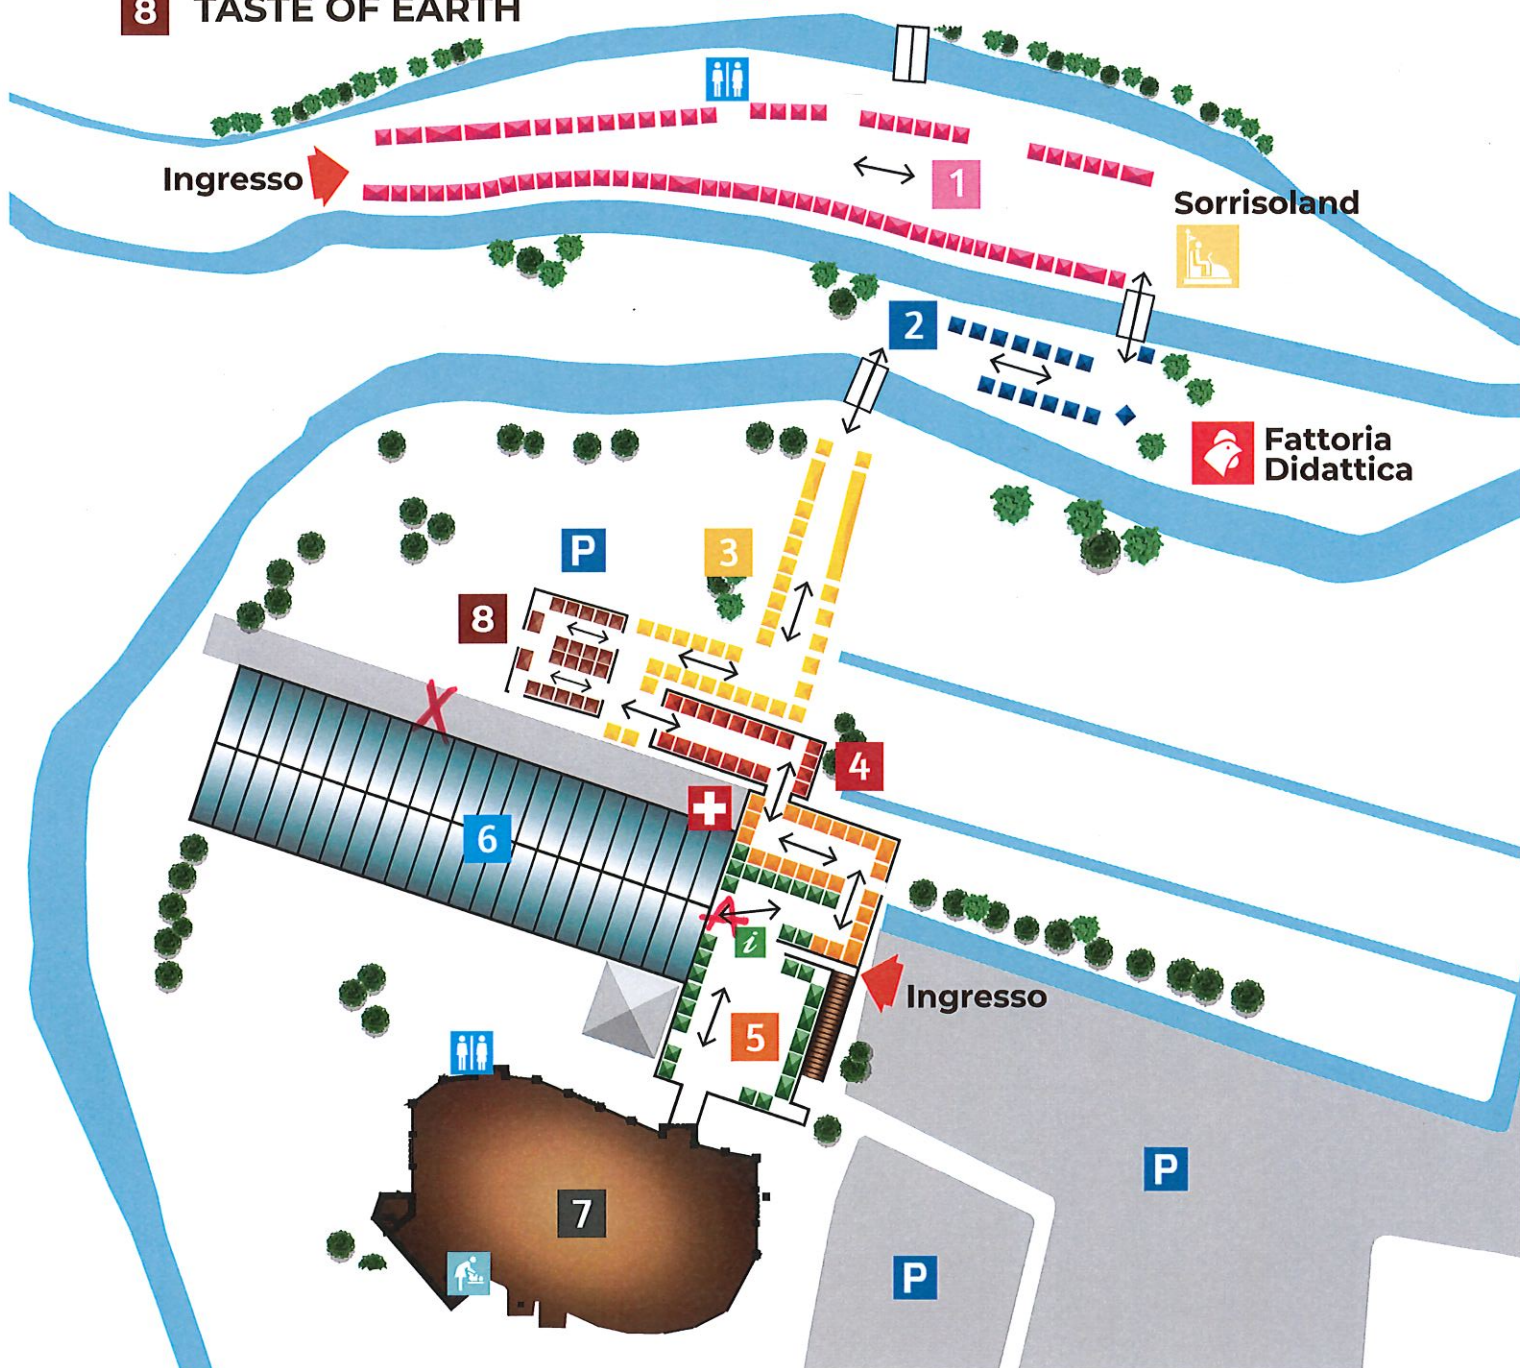 8 TASTE OF EARTH
Ingresso
1
Sorrisoland
2
Fattoria
Didattica
P
3
8
4
6
i
Ingresso
5
P
7
P